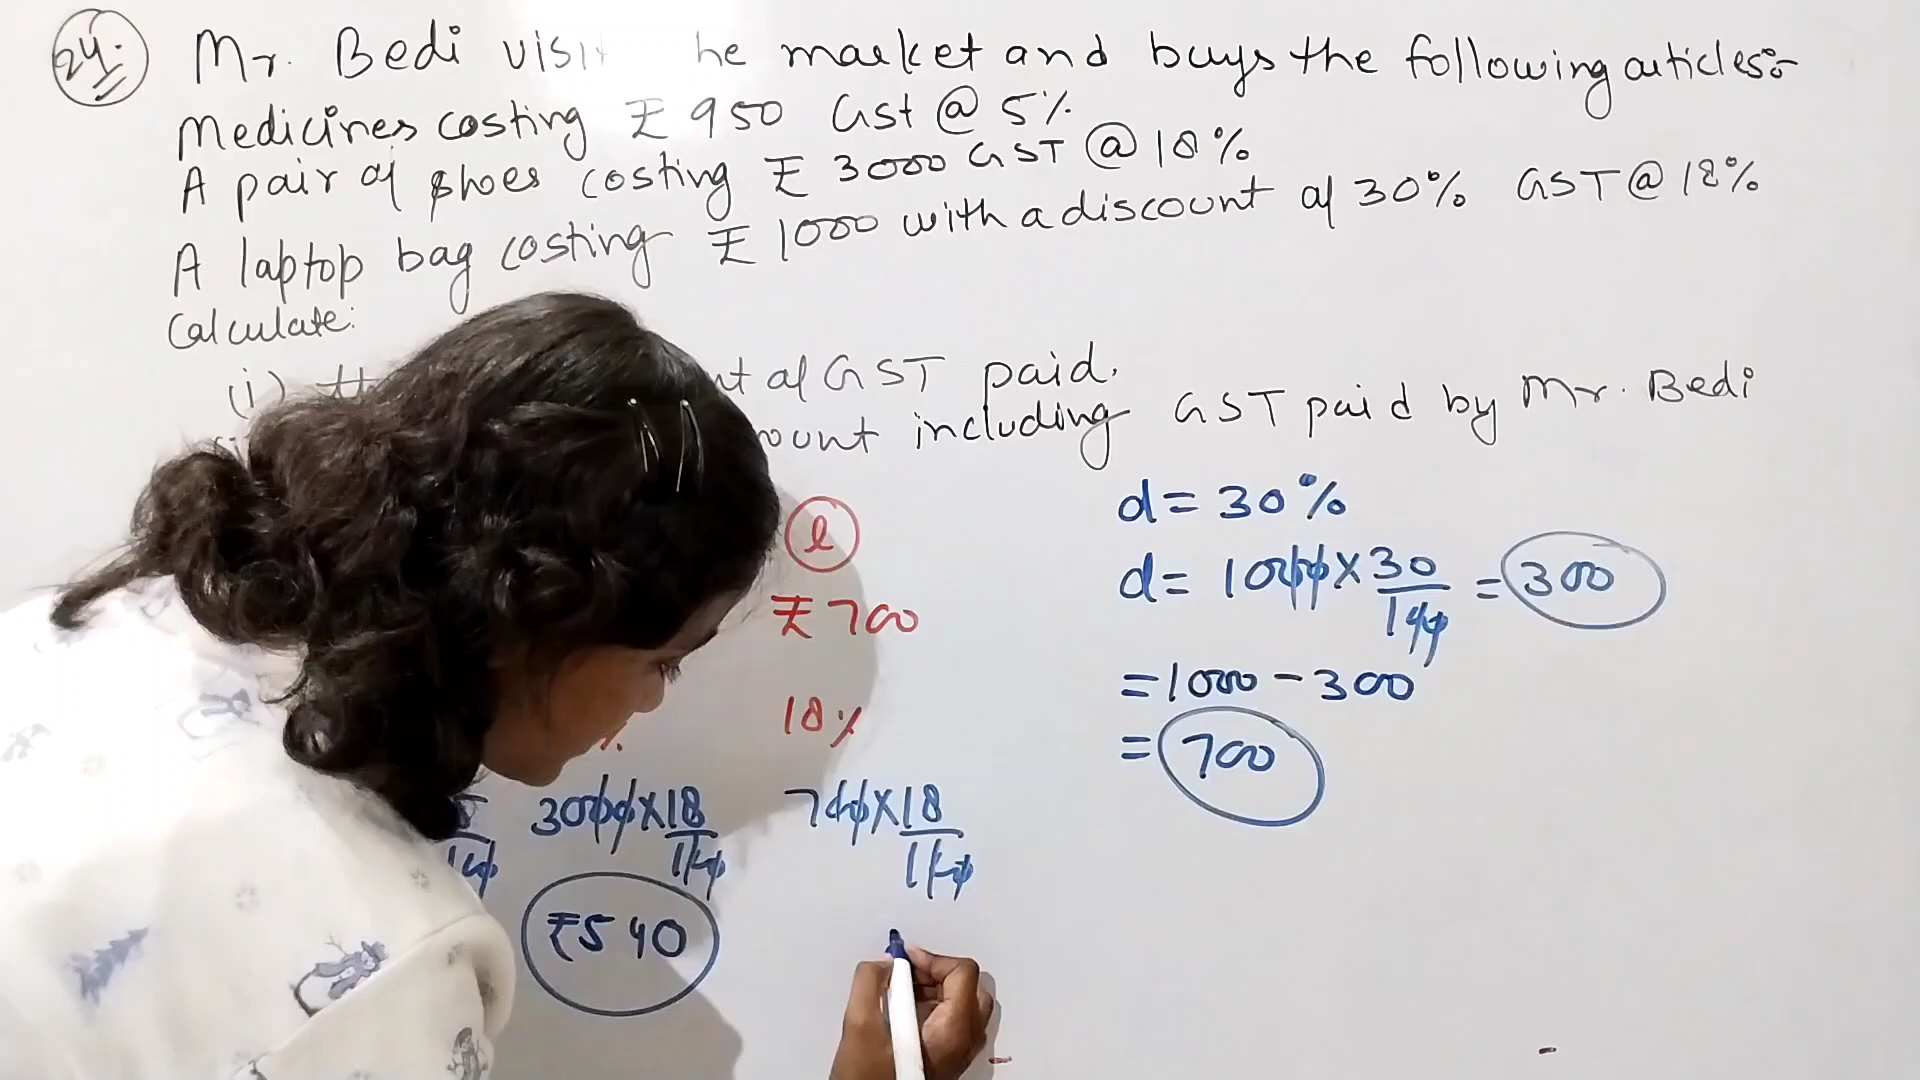 24.
Mr. Bedi visi he market and buys the following articles:-
Medicines costing ₹ 950 Gst @ 5%
A pair of shoes costing ₹ 3000 GST @ 18%
A laptop bag costing ₹ 1000 with a discount of 30% GST @ 18%
Calculate:
(i) nt of GST paid.
ount including GST paid by Mr. Bedi
l
₹700
18%
3000×18/100 700×18/100
₹540
d = 30%
d = 1000×30/100 = 300
= 1000 - 300
= 700